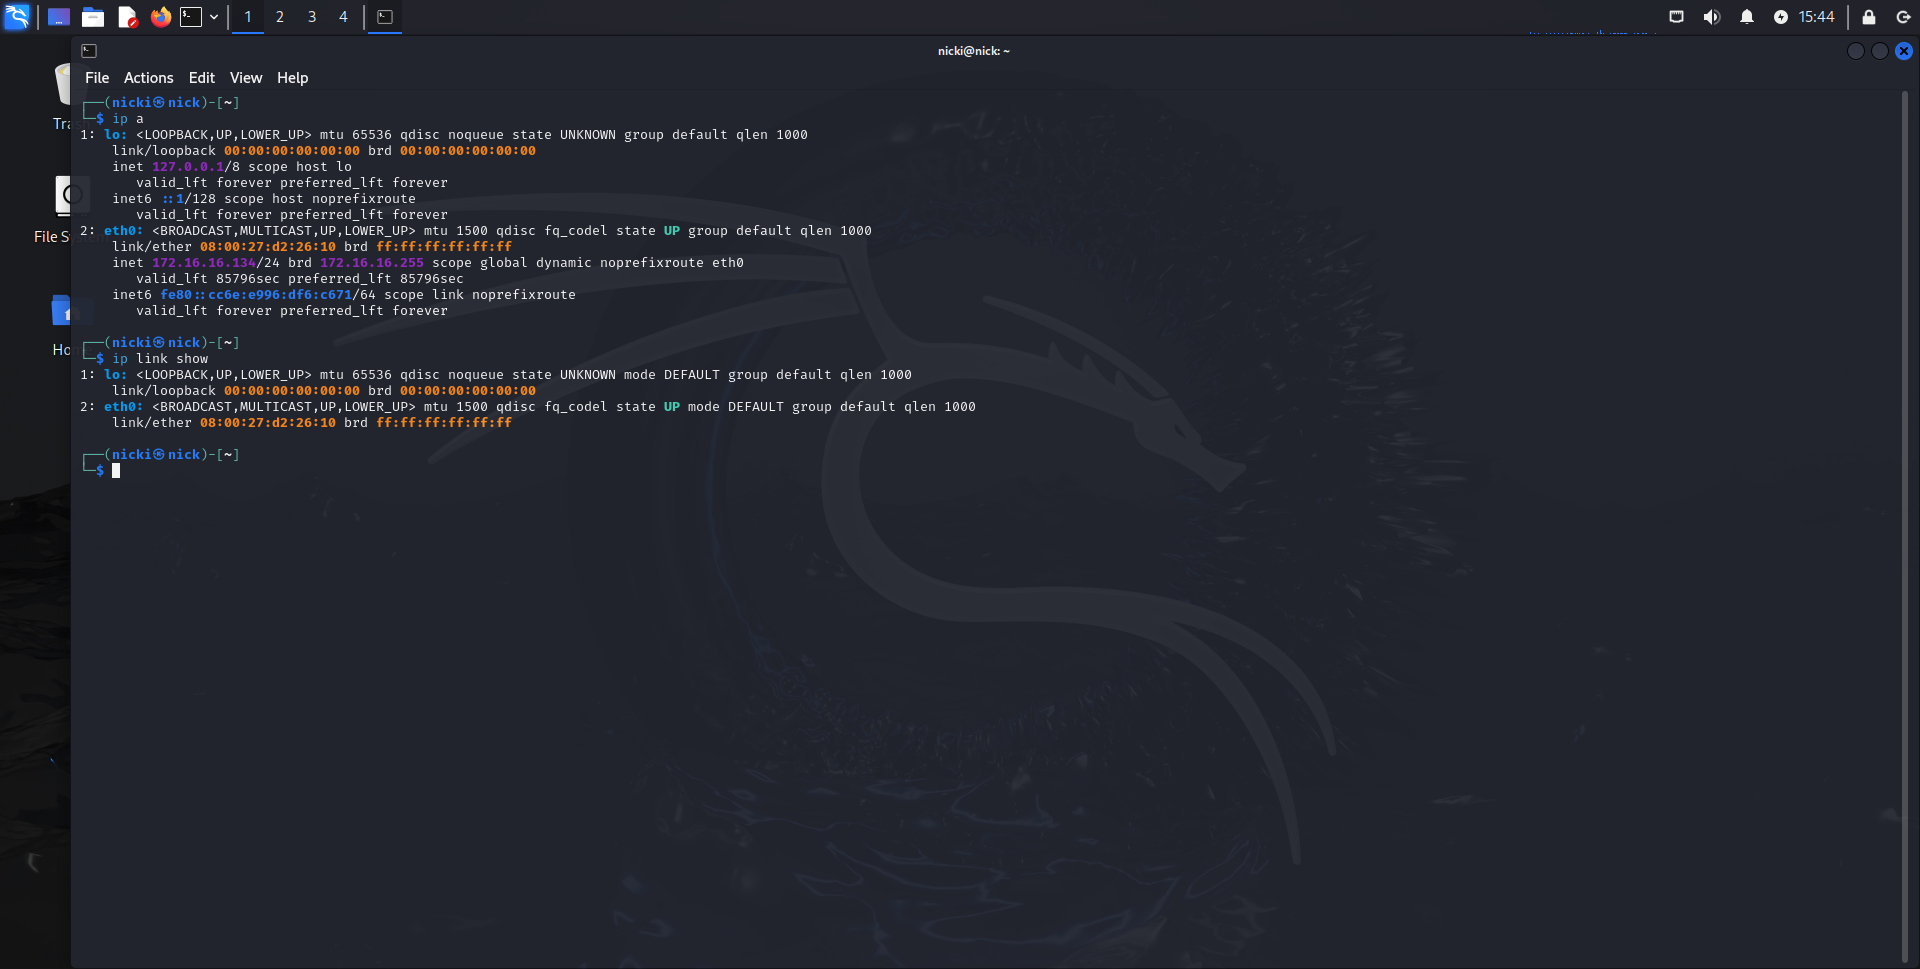 1 2 3 4
15:44
nicki@nick: ~
File Actions Edit View Help
┌──(nicki㉿nick)-[~]
└─$ ip a
1: lo: <LOOPBACK,UP,LOWER_UP> mtu 65536 qdisc noqueue state UNKNOWN group default qlen 1000
    link/loopback 00:00:00:00:00:00 brd 00:00:00:00:00:00
    inet 127.0.0.1/8 scope host lo
       valid_lft forever preferred_lft forever
    inet6 ::1/128 scope host noprefixroute
       valid_lft forever preferred_lft forever
2: eth0: <BROADCAST,MULTICAST,UP,LOWER_UP> mtu 1500 qdisc fq_codel state UP group default qlen 1000
    link/ether 08:00:27:d2:26:10 brd ff:ff:ff:ff:ff:ff
    inet 172.16.16.134/24 brd 172.16.16.255 scope global dynamic noprefixroute eth0
       valid_lft 85796sec preferred_lft 85796sec
    inet6 fe80::cc6e:e996:df6:c671/64 scope link noprefixroute
       valid_lft forever preferred_lft forever
┌──(nicki㉿nick)-[~]
└─$ ip link show
1: lo: <LOOPBACK,UP,LOWER_UP> mtu 65536 qdisc noqueue state UNKNOWN mode DEFAULT group default qlen 1000
    link/loopback 00:00:00:00:00:00 brd 00:00:00:00:00:00
2: eth0: <BROADCAST,MULTICAST,UP,LOWER_UP> mtu 1500 qdisc fq_codel state UP mode DEFAULT group default qlen 1000
    link/ether 08:00:27:d2:26:10 brd ff:ff:ff:ff:ff:ff
┌──(nicki㉿nick)-[~]
└─$
Trash
File System
Home